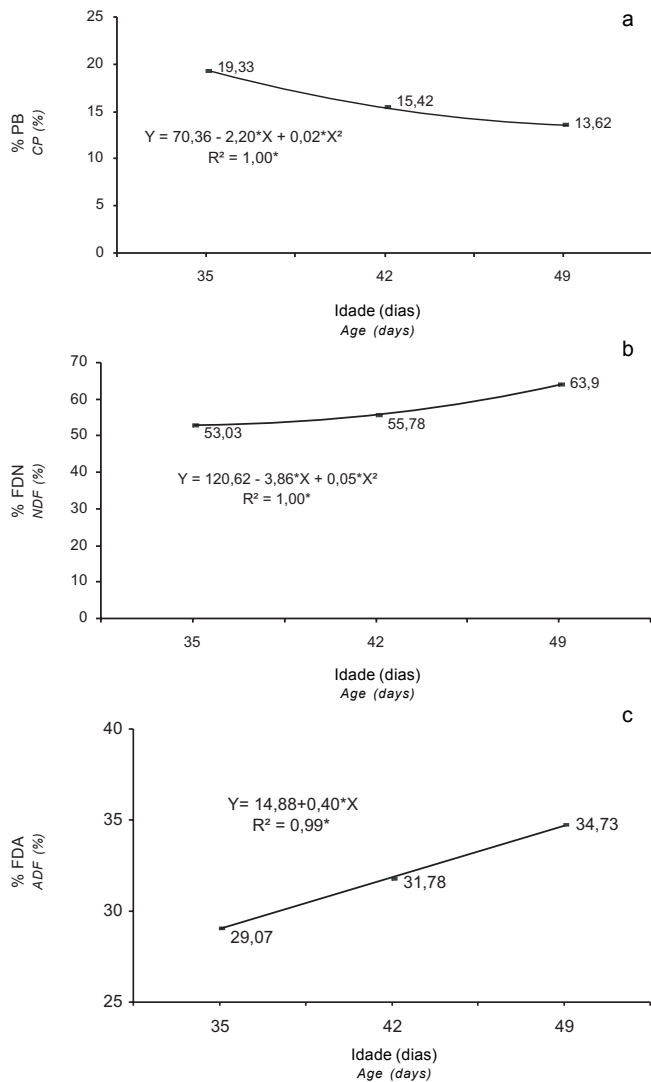 a
25
20
15
10
5
0
% PB
CP (%)
19,33
15,42
13,62
Y = 70,36 - 2,20*X + 0,02*X²
R² = 1,00*
35 42 49
Idade (dias)
Age (days)
b
70
60
50
40
30
20
10
0
% FDN
NDF (%)
53,03
55,78
63,9
Y = 120,62 - 3,86*X + 0,05*X²
R² = 1,00*
35 42 49
Idade (dias)
Age (days)
c
40
35
30
25
% FDA
ADF (%)
Y= 14,88+0,40*X
R² = 0,99*
34,73
31,78
29,07
35 42 49
Idade (dias)
Age (days)